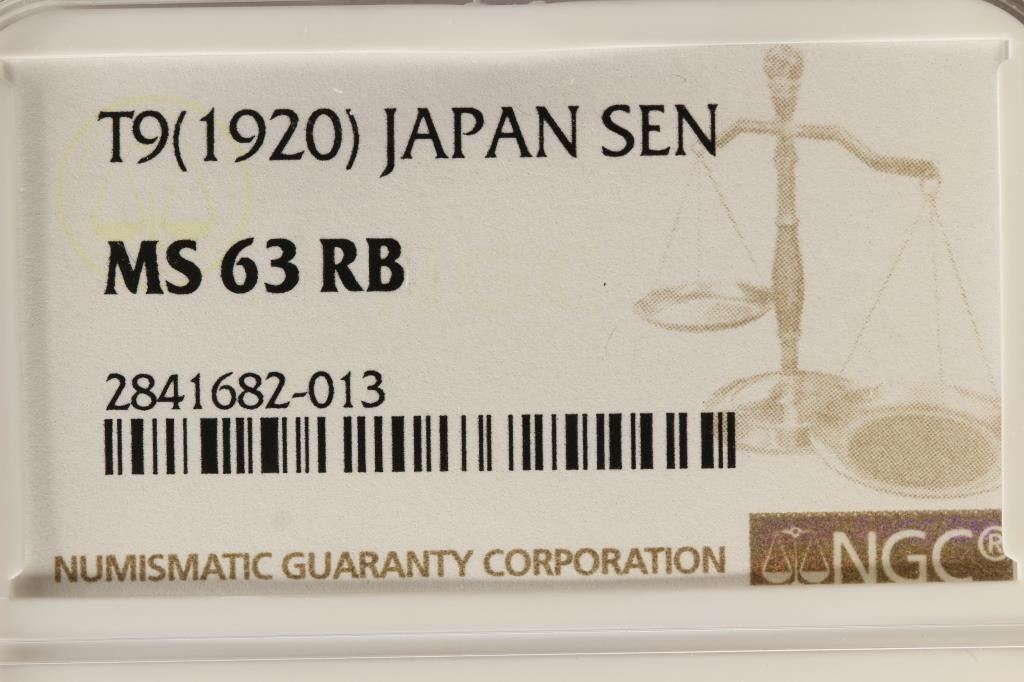 T9(1920) JAPAN SEN
MS 63 RB
2841682-013
NUMISMATIC GUARANTY CORPORATION
NGC®